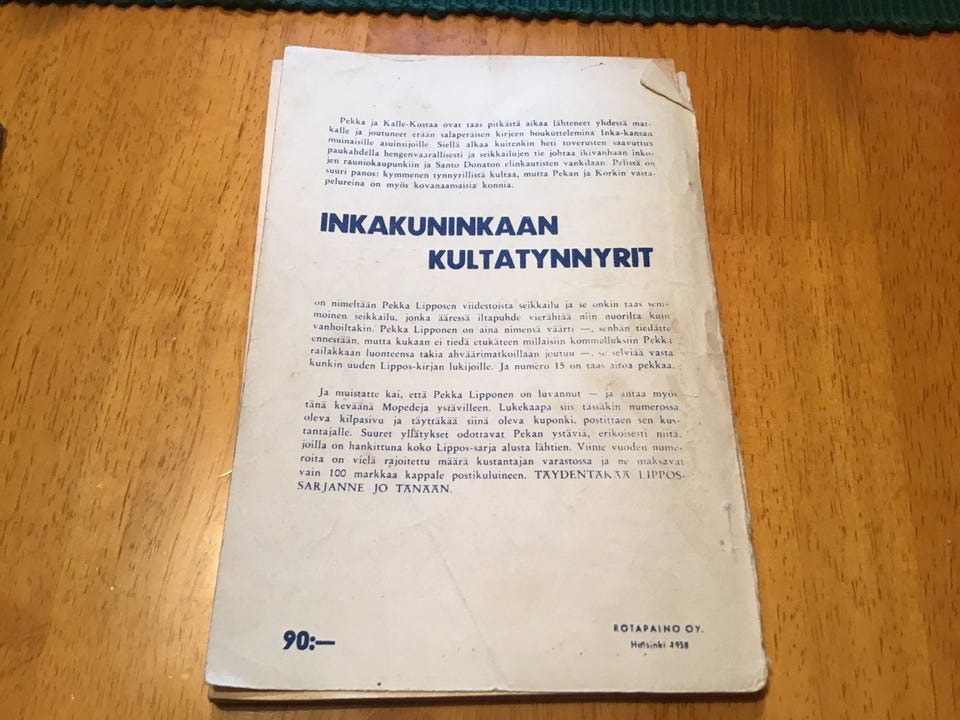 Pekka ja Kalle-Kustaa ovat taas pitkästä aikaa lähteneet yhdessä mat-
kalle ja joutuneet erään salaperäisen kirjeen houkuttelemina Inka-kansan
muinaisille asuinsijoille. Siellä alkaa kuitenkin heti toverusten saavuttua
paukahdella hengenvaarallisesti ja seikkailujen tie johtaa ikivanhaan inko-
jen rauniokaupunkiin ja Santo Donaton elinkautisten vankilaan. Pelissä on
suuri panos: kymmenen tynnyrillistä kultaa, mutta Pekan ja Korkin vasta-
pelureina on myös kovanaamaisia konnia.
INKAKUNINKAAN
KULTATYNNYRIT
on nimeltään Pekka Lipposen viidestoista seikkailu ja se onkin taas sem-
moinen seikkailu, jonka ääressä iltapuhde vierähtää niin nuorilta kuin
vanhoiltakin. Pekka Lipponen on aina nimensä väärti —, senhän tiedätte
ennestään, mutta kukaan ei tiedä etukäteen millaisiin kommelluksiin Pekka
railakkaan luonteensa takia ahväärimatkoillaan joutuu —, se selviää vasta
kunkin uuden Lippos-kirjan lukijoille. Ja numero 15 on taas aitoa pekkaa.
Ja muistatte kai, että Pekka Lipponen on luvannut — ja antaa myös
tänä keväänä Mopedeja ystävilleen. Lukekaapa siis tässäkin numerossa
oleva kilpasivu ja täyttäkää siinä oleva kuponki, postittaen sen kus-
tantajalle. Suuret yllätykset odottavat Pekan ystäviä, erikoisesti niitä,
joilla on hankittuna koko Lippos-sarja alusta lähtien. Viime vuoden nume-
roita on vielä rajoitettu määrä kustantajan varastossa ja ne maksavat
vain 100 markkaa kappale postikuluineen. TÄYDENTÄKÄÄ LIPPOS-
SARJANNE JO TÄNÄÄN.
90:—
ROTAPAINO OY.
Helsinki 1958